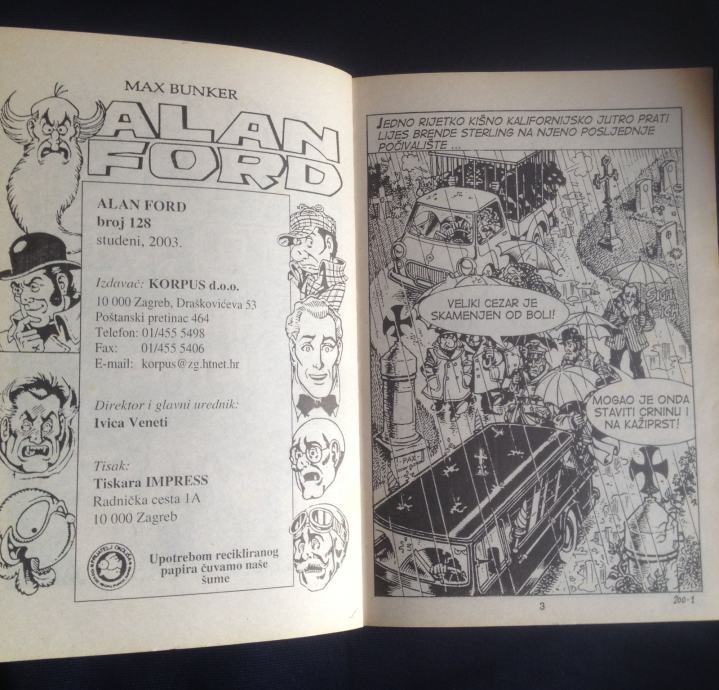 MAX BUNKER
ALAN
FORD
ALAN FORD
broj 128
studeni, 2003.
Izdavač: KORPUS d.o.o.
10 000 Zagreb, Draškovićeva 53
Poštanski pretinac 464
Telefon: 01/455 5498
Fax: 01/455 5406
E-mail: korpus@zg.htnet.hr
Direktor i glavni urednik:
Ivica Veneti
Tisak:
Tiskara IMPRESS
Radnička cesta 1A
10 000 Zagreb
Upotrebom recikliranog
papira čuvamo naše
šume
JEDNO RIJETKO KIŠNO KALIFORNIJSKO JUTRO PRATI
LIJES BRENDE STERLING NA NJENO POSLJEDNJE
POČIVALIŠTE ...
VELIKI CEZAR JE
SKAMENJEN OD BOLI!
MOGAO JE ONDA
STAVITI CRNINU I
NA KAŽIPRST!
PAX
3
200-1